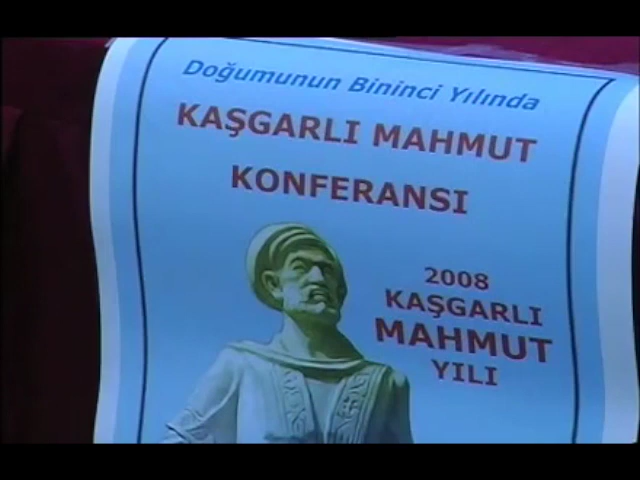 Doğumunun Bininci Yılında
KAŞGARLI MAHMUT
KONFERANSI
2008
KAŞGARLI
MAHMUT
YILI